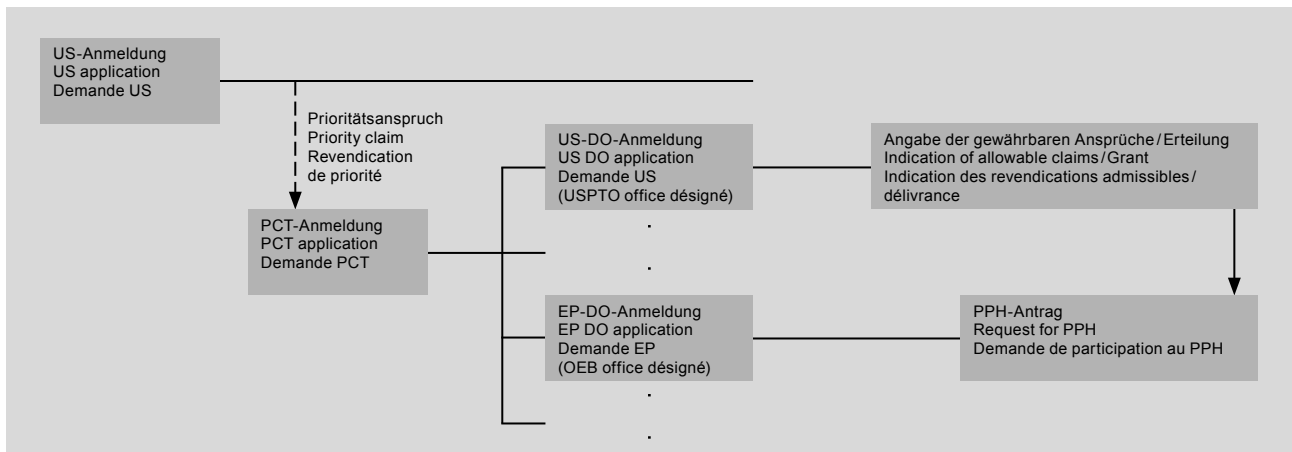 US-Anmeldung
US application
Demande US
Prioritätsanspruch
Priority claim
Revendication
de priorité
PCT-Anmeldung
PCT application
Demande PCT
US-DO-Anmeldung
US DO application
Demande US
(USPTO office désigné)
.
.
EP-DO-Anmeldung
EP DO application
Demande EP
(OEB office désigné)
.
.
Angabe der gewährbaren Ansprüche/Erteilung
Indication of allowable claims/Grant
Indication des revendications admissibles/
délivrance
PPH-Antrag
Request for PPH
Demande de participation au PPH